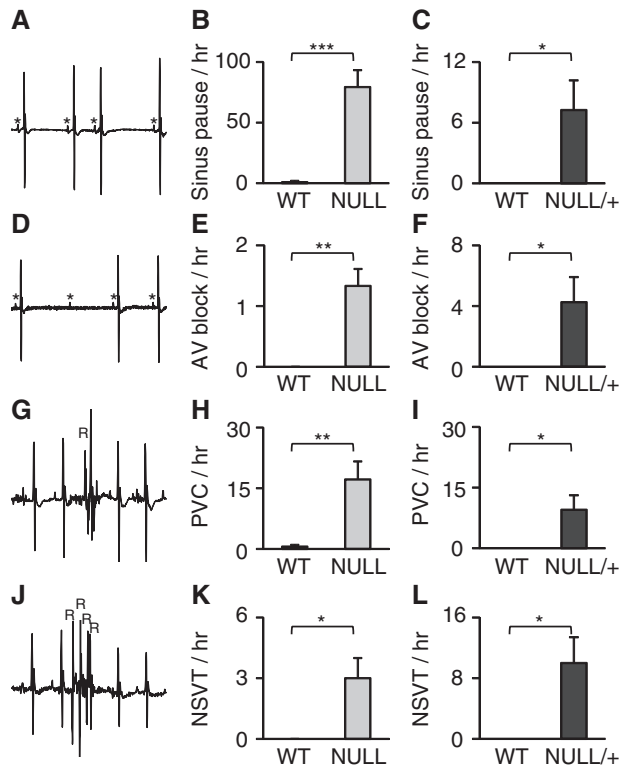 A
* * * *
B
Sinus pause / hr
100
50
0
***
WT NULL
C
Sinus pause / hr
12
6
0
*
WT NULL/+
D
* * * *
E
AV block / hr
2
1
0
**
WT NULL
F
AV block / hr
8
4
0
*
WT NULL/+
G
R
H
PVC / hr
30
15
0
**
WT NULL
I
PVC / hr
30
15
0
*
WT NULL/+
J
R
R R
R
K
NSVT / hr
6
3
0
*
WT NULL
L
NSVT / hr
16
8
0
*
WT NULL/+